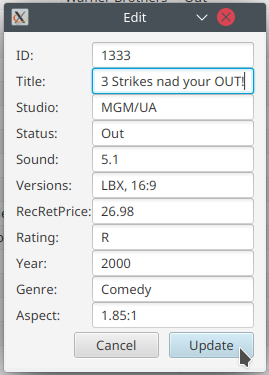 Edit
ID: 1333
Title: 3 Strikes nad your OUT!
Studio: MGM/UA
Status: Out
Sound: 5.1
Versions: LBX, 16:9
RecRetPrice: 26.98
Rating: R
Year: 2000
Genre: Comedy
Aspect: 1.85:1
Cancel Update